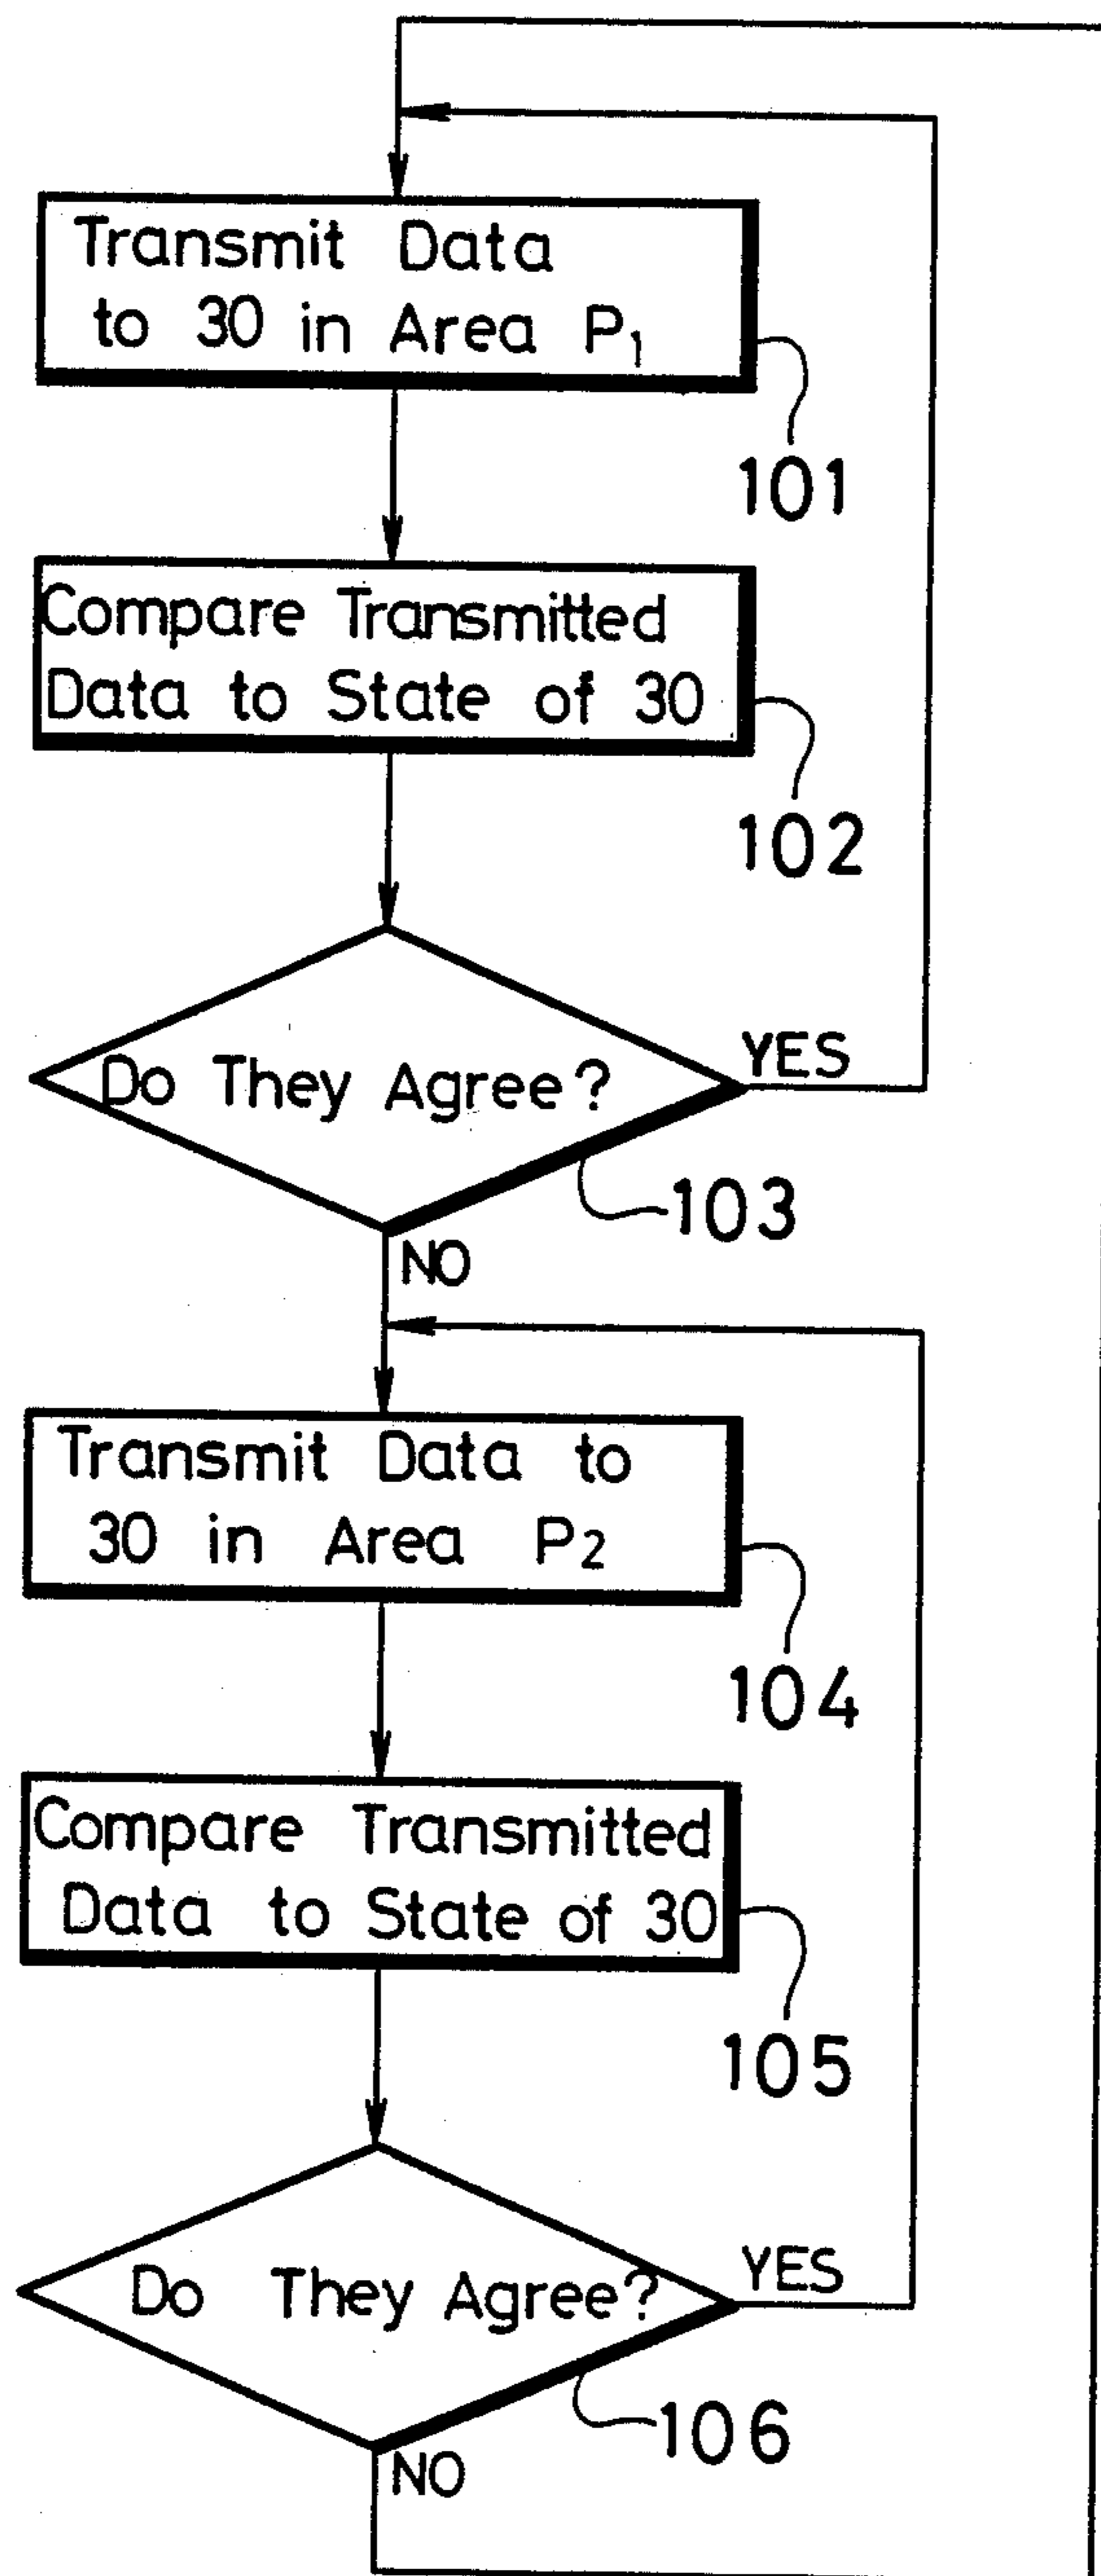 Transmit Data
to 30 in Area P₁
101
Compare Transmitted
Data to State of 30
102
Do They Agree?
YES
103
NO
Transmit Data to
30 in Area P₂
104
Compare Transmitted
Data to State of 30
105
Do They Agree?
YES
106
NO